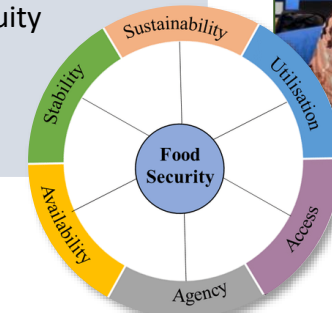 uity
Sustainability
Utilisation
Access
Agency
Availability
Stability
Food
Security